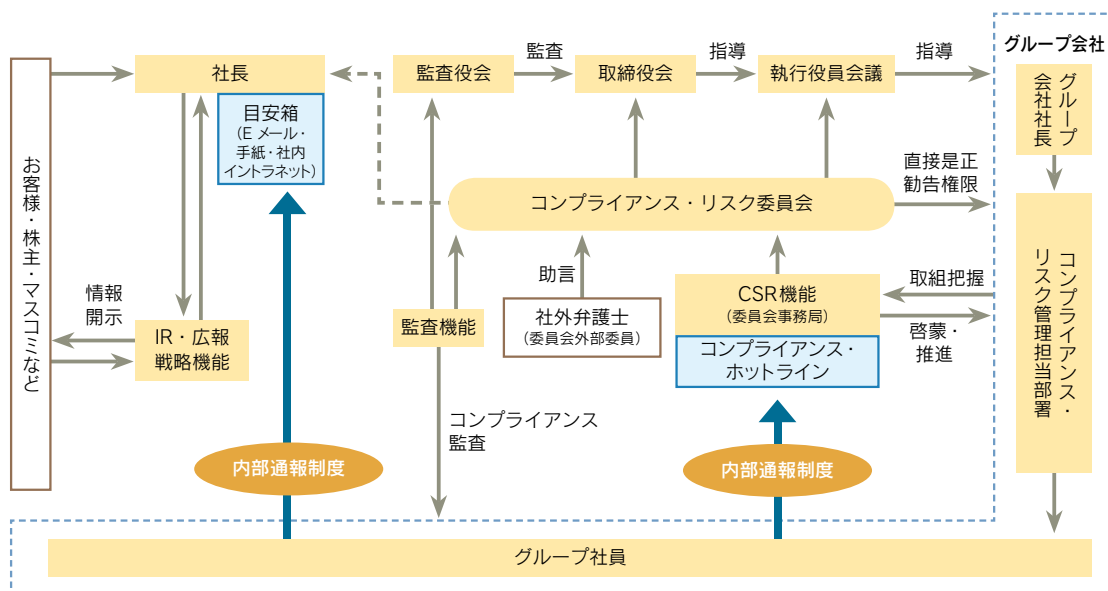 グループ会社
社長
監査役会
監査
取締役会
指導
執行役員会議
指導
グループ
会社社長
目安箱
（E メール・
手紙・社内
イントラネット）
お客様・株主・マスコミなど
コンプライアンス・リスク委員会
直接是正
勧告権限
助言
社外弁護士
（委員会外部委員）
CSR機能
（委員会事務局）
コンプライアンス・
ホットライン
取組把握
啓蒙・
推進
コンプライアンス・
リスク管理担当部署
情報
開示
IR・広報
戦略機能
監査機能
コンプライアンス
監査
内部通報制度
内部通報制度
グループ社員